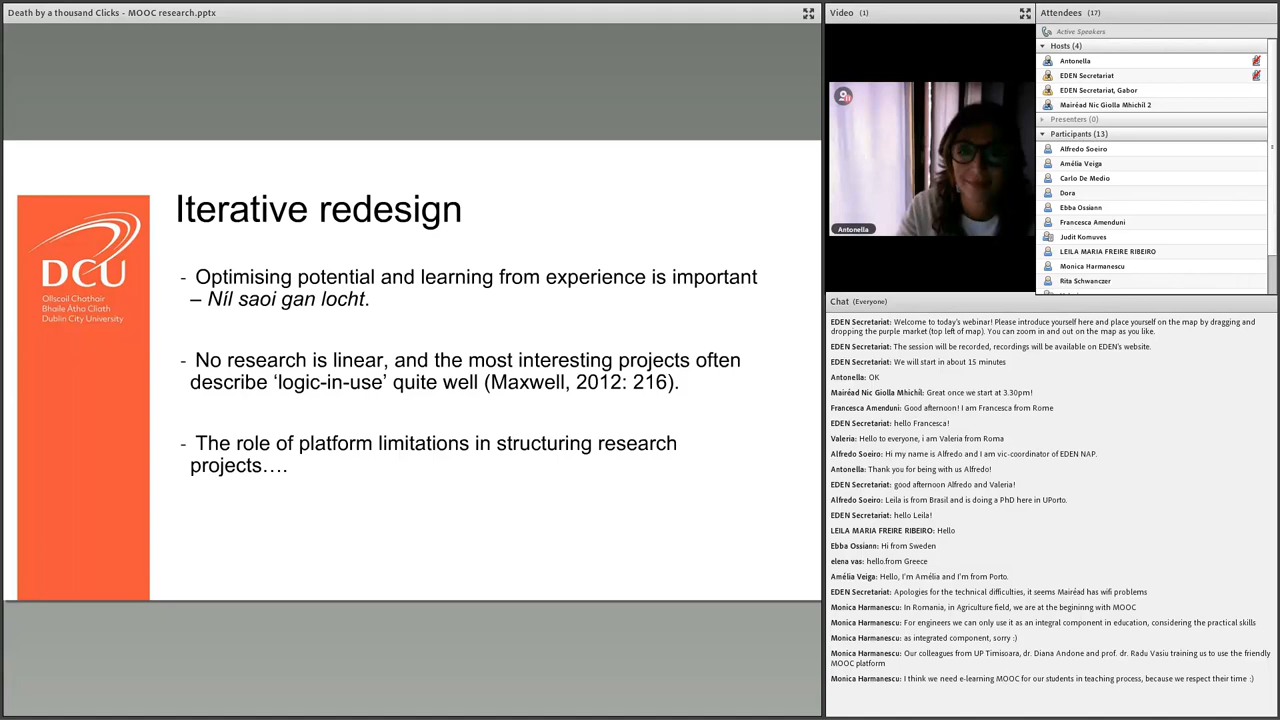 Death by a thousand Clicks - MOOC research.pptx
DCU
Ollscoil Chathair
Bhaile Átha Cliath
Dublin City University
Iterative redesign
- Optimising potential and learning from experience is important
– Níl saoi gan locht.
- No research is linear, and the most interesting projects often
describe ‘logic-in-use’ quite well (Maxwell, 2012: 216).
- The role of platform limitations in structuring research
projects….
Video (1)
Antonella
Attendees (17)
Active Speakers
Hosts (4)
Antonella
EDEN Secretariat
EDEN Secretariat, Gabor
Mairéad Nic Giolla Mhichíl 2
Presenters (0)
Participants (13)
Alfredo Soeiro
Amélia Veiga
Carlo De Medio
Dora
Ebba Ossiann
Francesca Amenduni
Judit Komuves
LEILA MARIA FREIRE RIBEIRO
Monica Harmanescu
Rita Schwanczer
Chat (Everyone)
EDEN Secretariat: Welcome to today's webinar! Please introduce yourself here and place yourself on the map by dragging and
dropping the purple market (top left of map). You can zoom in and out on the map as you like.
EDEN Secretariat: The session will be recorded, recordings will be available on EDEN's website.
EDEN Secretariat: We will start in about 15 minutes
Antonella: OK
Mairéad Nic Giolla Mhichíl: Great once we start at 3.30pm!
Francesca Amenduni: Good afternoon! I am Francesca from Rome
EDEN Secretariat: hello Francesca!
Valeria: Hello to everyone, i am Valeria from Roma
Alfredo Soeiro: Hi my name is Alfredo and I am vic-coordinator of EDEN NAP.
Antonella: Thank you for being with us Alfredo!
EDEN Secretariat: good afternoon Alfredo and Valeria!
Alfredo Soeiro: Leila is from Brasil and is doing a PhD here in UPorto.
EDEN Secretariat: hello Leila!
LEILA MARIA FREIRE RIBEIRO: Hello
Ebba Ossiann: Hi from Sweden
elena vas: hello.from Greece
Amélia Veiga: Hello, I'm Amélia and I'm from Porto.
EDEN Secretariat: Apologies for the technical difficulties, it seems Mairéad has wifi problems
Monica Harmanescu: In Romania, in Agriculture field, we are at the beginnng with MOOC
Monica Harmanescu: For engineers we can only use it as an integral component in education, considering the practical skills
Monica Harmanescu: as integrated component, sorry :)
Monica Harmanescu: Our colleagues from UP Timisoara, dr. Diana Andone and prof. dr. Radu Vasiu training us to use the friendly
MOOC platform
Monica Harmanescu: I think we need e-learning MOOC for our students in teaching process, because we respect their time :)